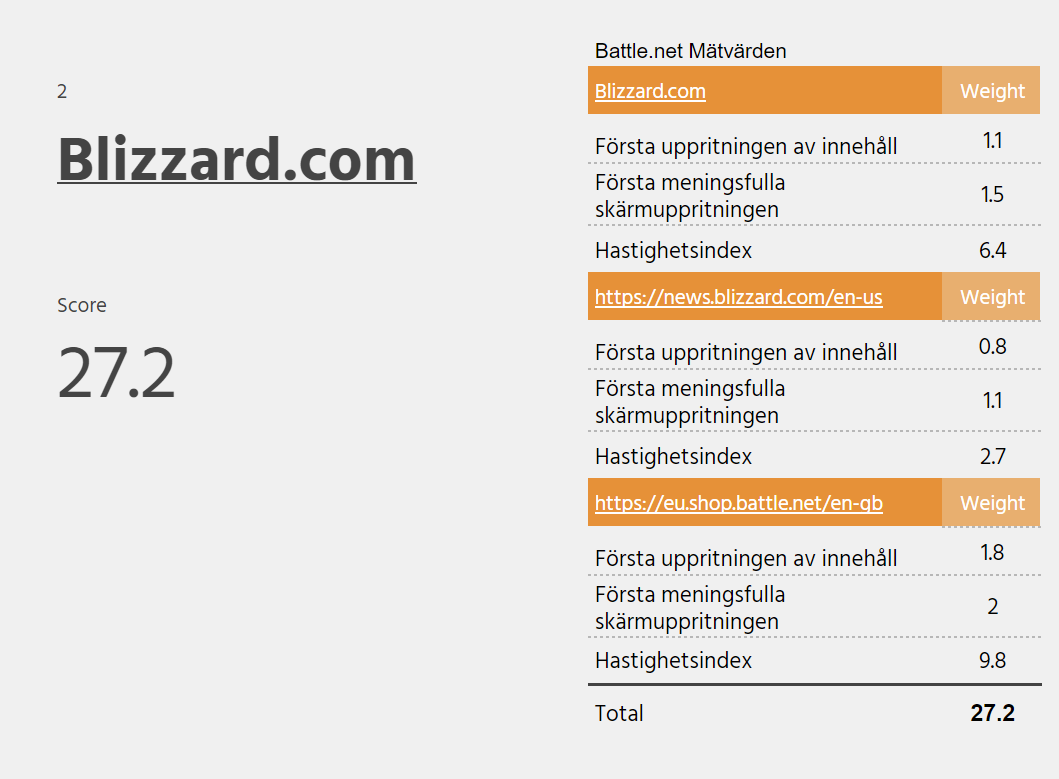 2
Blizzard.com
Score
27.2
Battle.net Mätvärden
Blizzard.com Weight
Första uppritningen av innehåll 1.1
Första meningsfulla
skärmuppritningen 1.5
Hastighetsindex 6.4
https://news.blizzard.com/en-us Weight
Första uppritningen av innehåll 0.8
Första meningsfulla
skärmuppritningen 1.1
Hastighetsindex 2.7
https://eu.shop.battle.net/en-gb Weight
Första uppritningen av innehåll 1.8
Första meningsfulla
skärmuppritningen 2
Hastighetsindex 9.8
Total 27.2